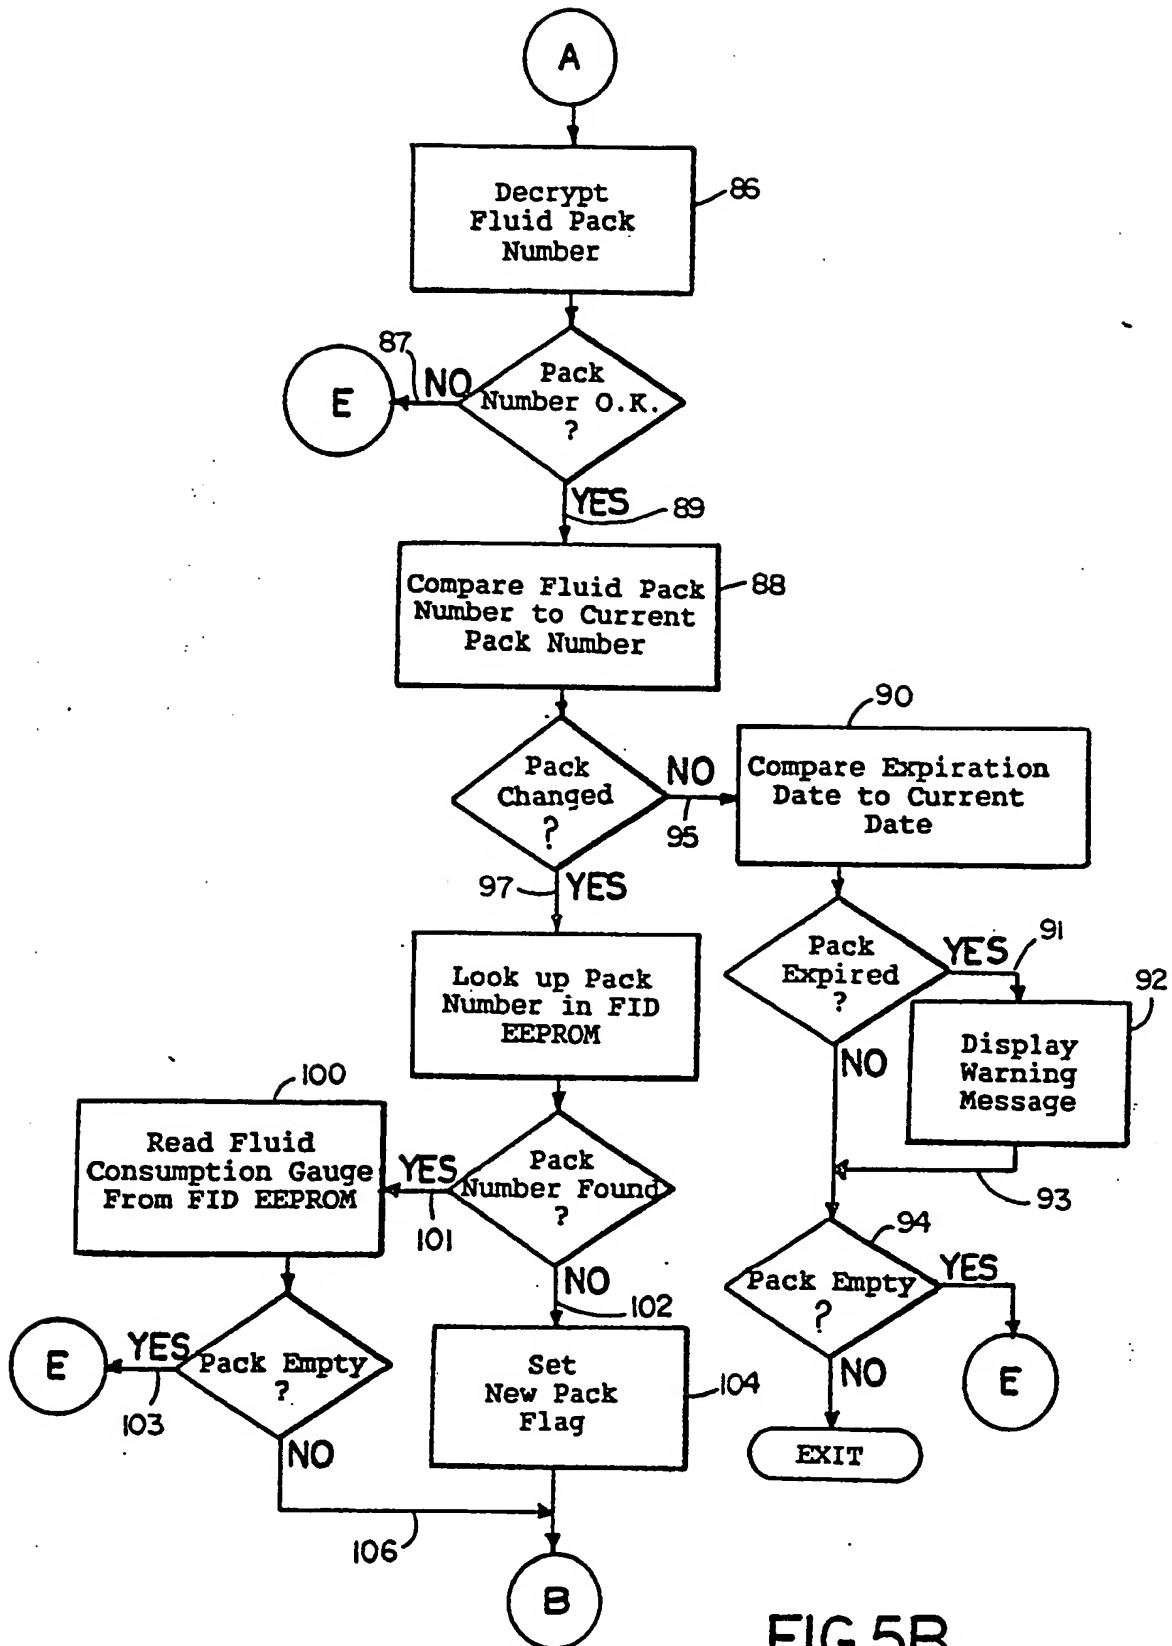 A
Decrypt
Fluid Pack
Number
86
87
NO
E
Pack
Number O.K.
?
YES
89
Compare Fluid Pack
Number to Current
Pack Number
88
Pack
Changed
?
NO
95
90
Compare Expiration
Date to Current
Date
97
YES
Look up Pack
Number in FID
EEPROM
Pack
Expired
?
YES
91
92
Display
Warning
Message
NO
93
100
Read Fluid
Consumption Gauge
From FID EEPROM
YES
101
Pack
Number Found
?
NO
102
94
Pack Empty
?
YES
E
NO
EXIT
E
YES
103
Pack Empty
?
NO
Set
New Pack
Flag
104
106
B
FIG.5B